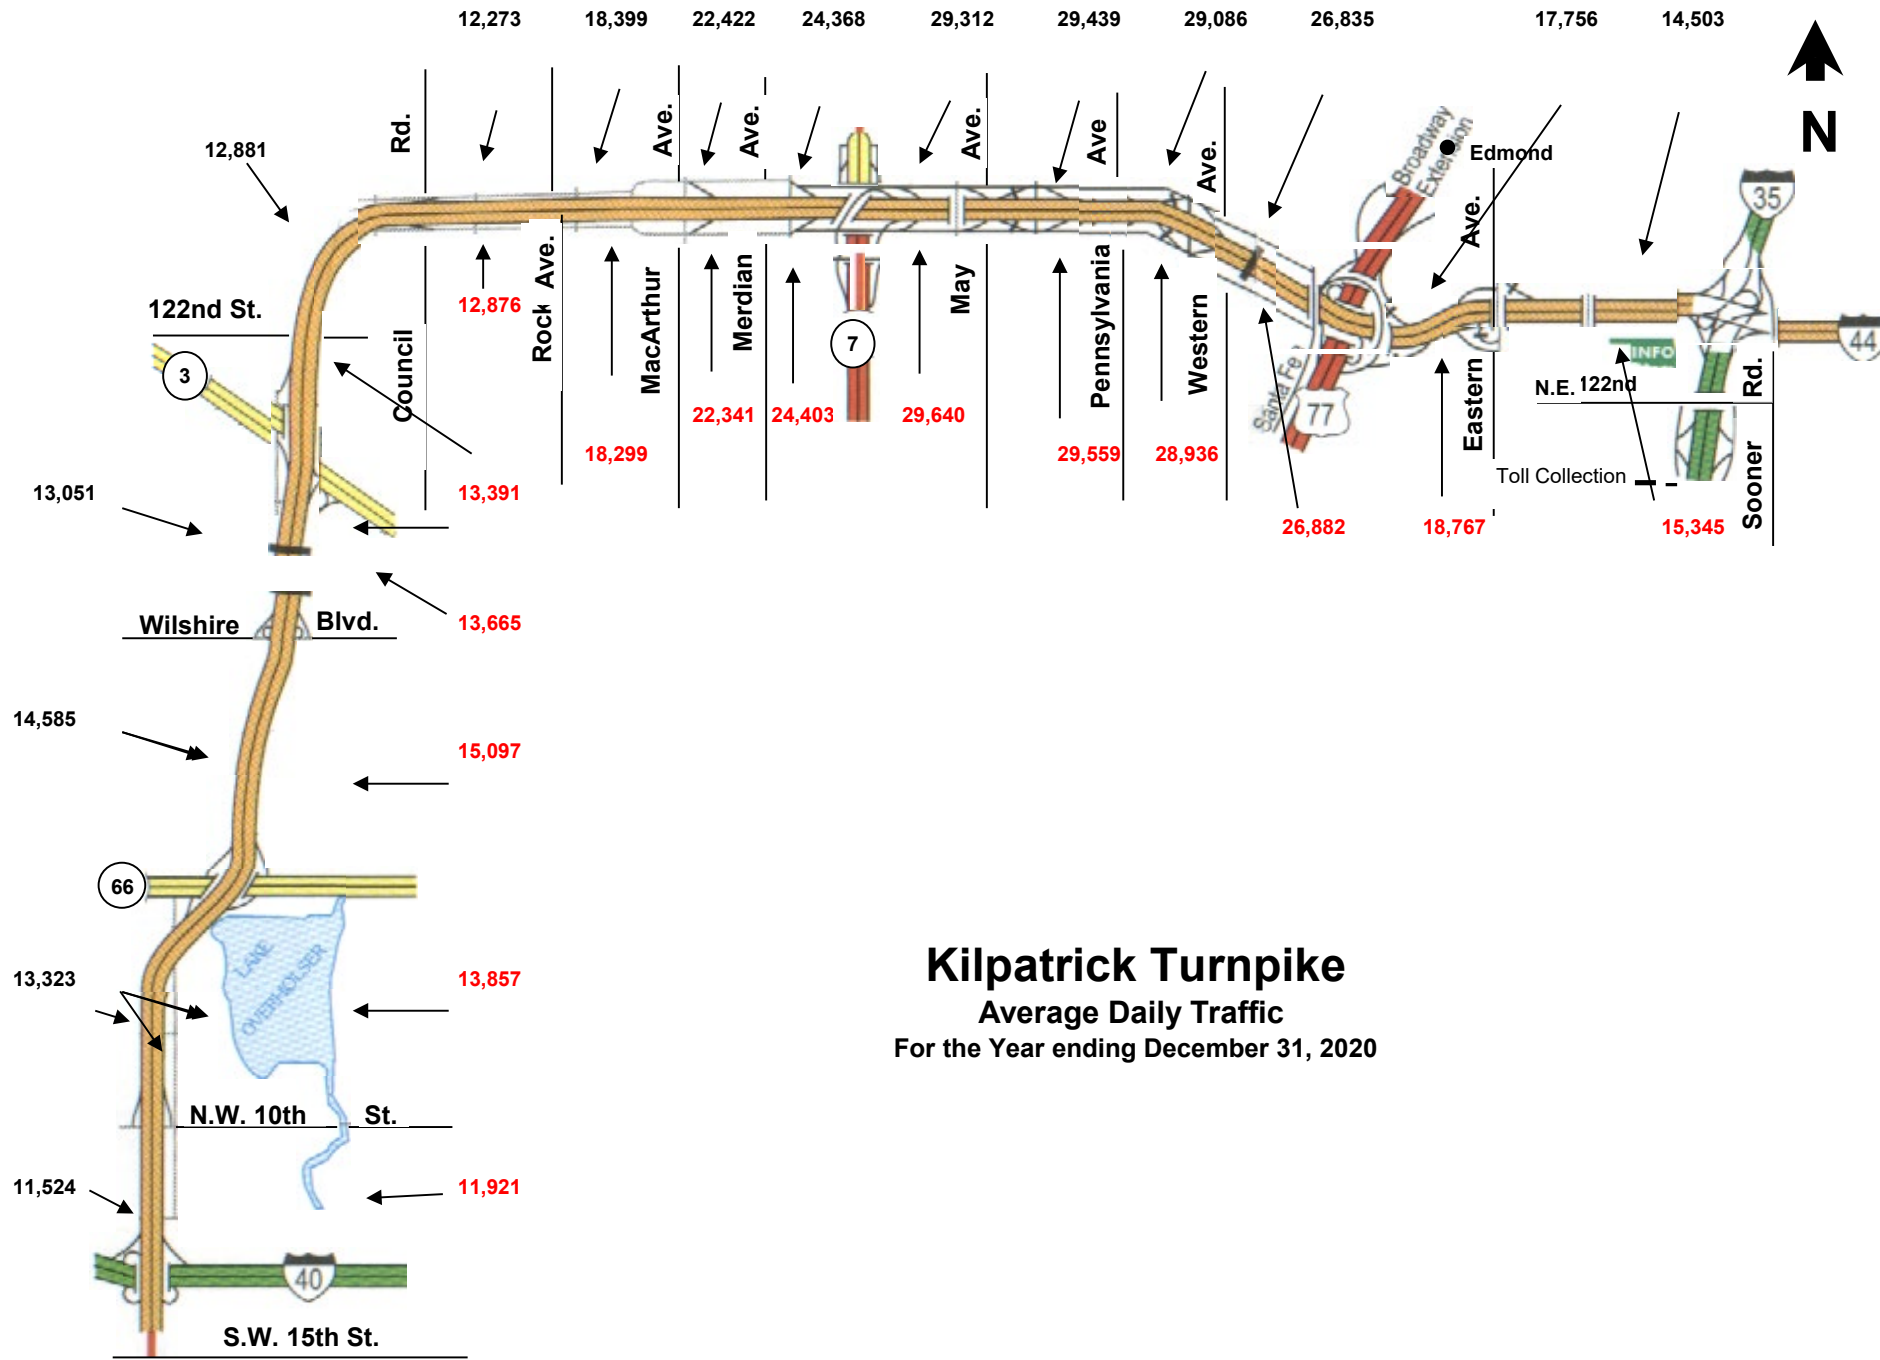 12,273 18,399 22,422 24,368 29,312 29,439 29,086 26,835 17,756 14,503
N
Rd. Ave. Ave. Ave. Ave Ave. Ave.
Broadway
Extension
Edmond
12,881
35
122nd St.
3
12,876
Council
Rock Ave.
MacArthur
Merdian
7
May
Pennsylvania
Western
Santa Fe
77
Eastern
INFO
N.E. 122nd
Rd.
Sooner
44
22,341 24,403 29,640
18,299 29,559 28,936
Toll Collection
13,051 13,391
26,882 18,767 15,345
Wilshire Blvd.
13,665
14,585
15,097
66
LAKE
OVERHOLSER
13,323 13,857
Kilpatrick Turnpike
Average Daily Traffic
For the Year ending December 31, 2020
N.W. 10th St.
11,524 11,921
40
S.W. 15th St.